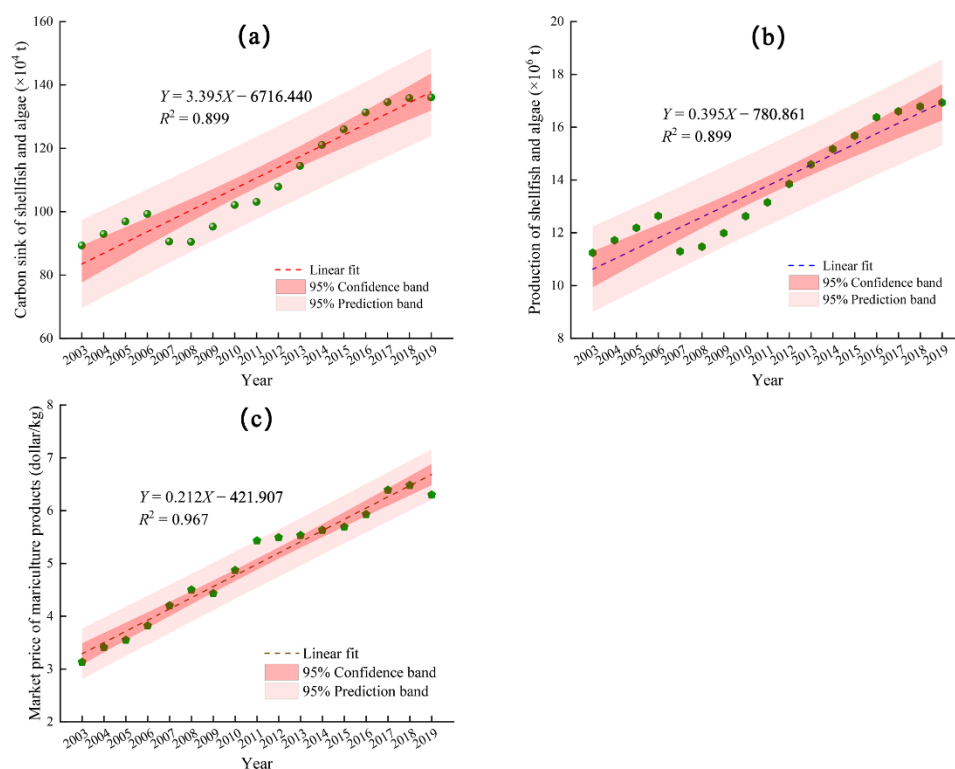 (a)
Carbon sink of shellfish and algae (×10⁴ t)
160
140
120
100
80
60
Y = 3.395X − 6716.440
R² = 0.899
Linear fit
95% Confidence band
95% Prediction band
2003 2004 2005 2006 2007 2008 2009 2010 2011 2012 2013 2014 2015 2016 2017 2018 2019
Year
(b)
Production of shellfish and algae (×10⁶ t)
20
18
16
14
12
10
8
Y = 0.395X − 780.861
R² = 0.899
Linear fit
95% Confidence band
95% Prediction band
2003 2004 2005 2006 2007 2008 2009 2010 2011 2012 2013 2014 2015 2016 2017 2018 2019
Year
(c)
Market price of mariculture products (dollar/kg)
8
7
6
5
4
3
2
Y = 0.212X − 421.907
R² = 0.967
Linear fit
95% Confidence band
95% Prediction band
2003 2004 2005 2006 2007 2008 2009 2010 2011 2012 2013 2014 2015 2016 2017 2018 2019
Year